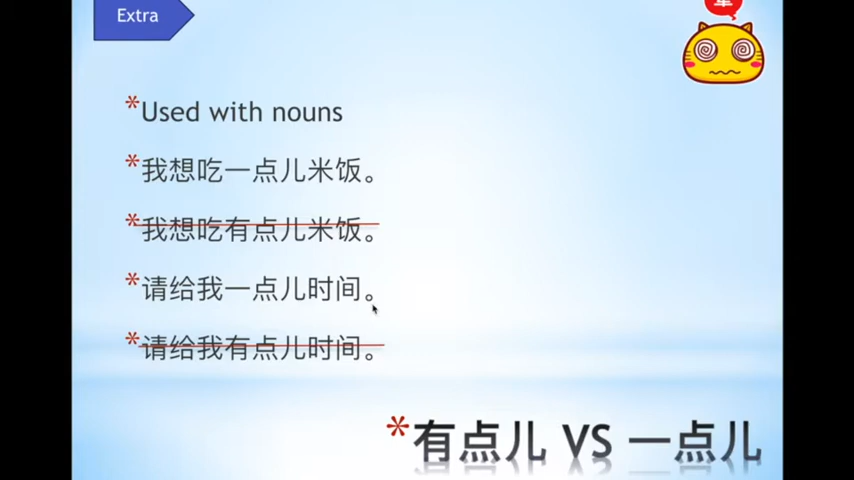 Extra
* Used with nouns
* 我想吃一点儿米饭。
* 我想吃有点儿米饭。
* 请给我一点儿时间。
* 请给我有点儿时间。
* 有点儿 VS 一点儿